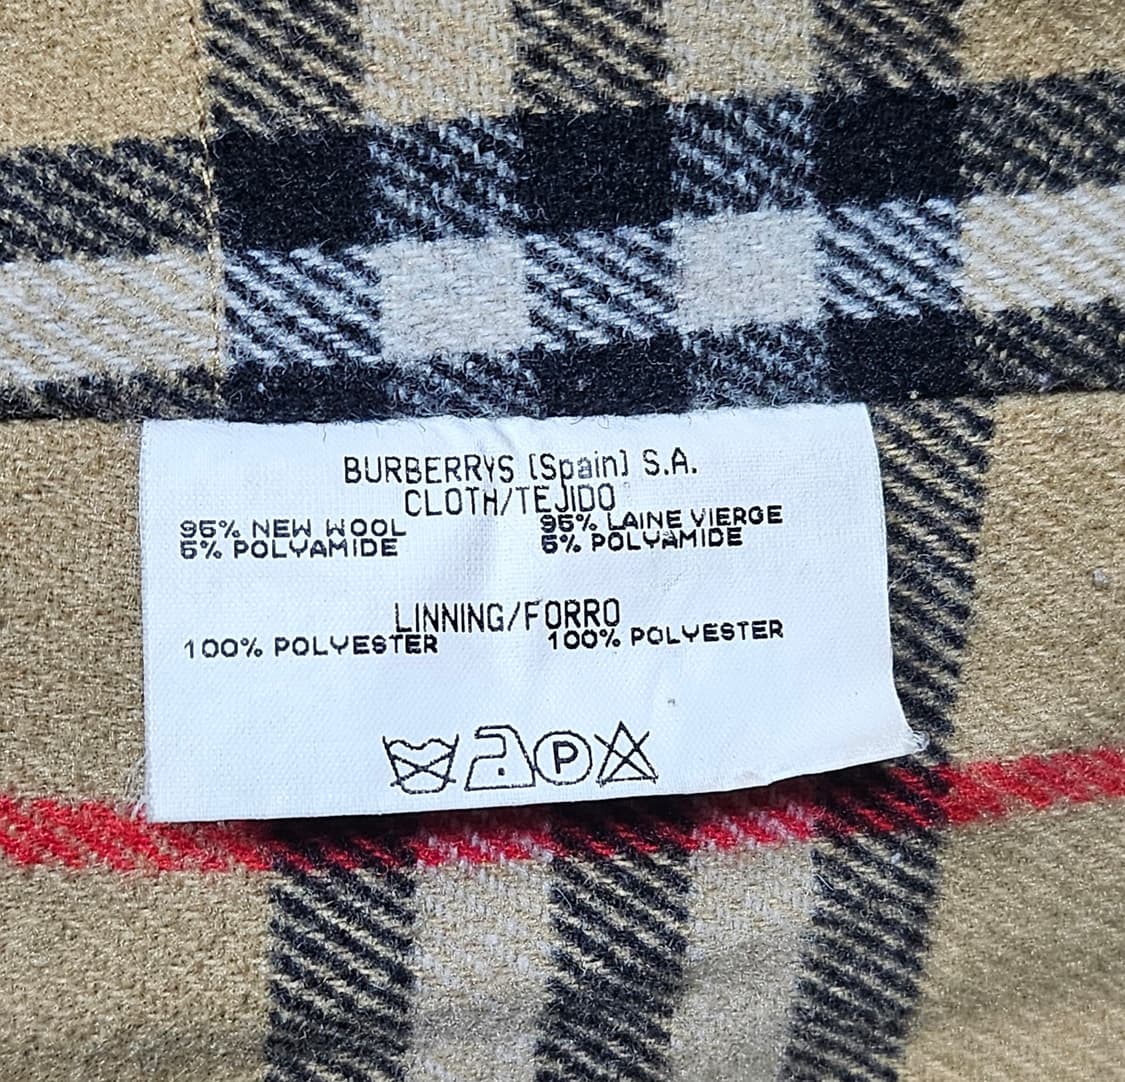 BURBERRYS (Spain) S.A.
CLOTH/TEJIDO
95% NEW WOOL 95% LAINE VIERGE
5% POLYAMIDE 5% POLYAMIDE
LINNING/FORRO
100% POLYESTER 100% POLYESTER
P